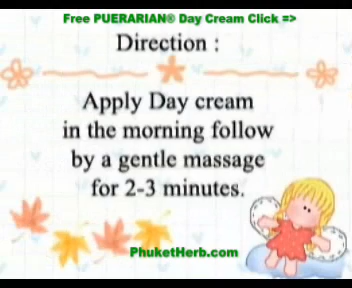 Free PUERARIAN® Day Cream Click =>
Direction :
Apply Day cream
in the morning follow
by a gentle massage
for 2-3 minutes.
PhuketHerb.com